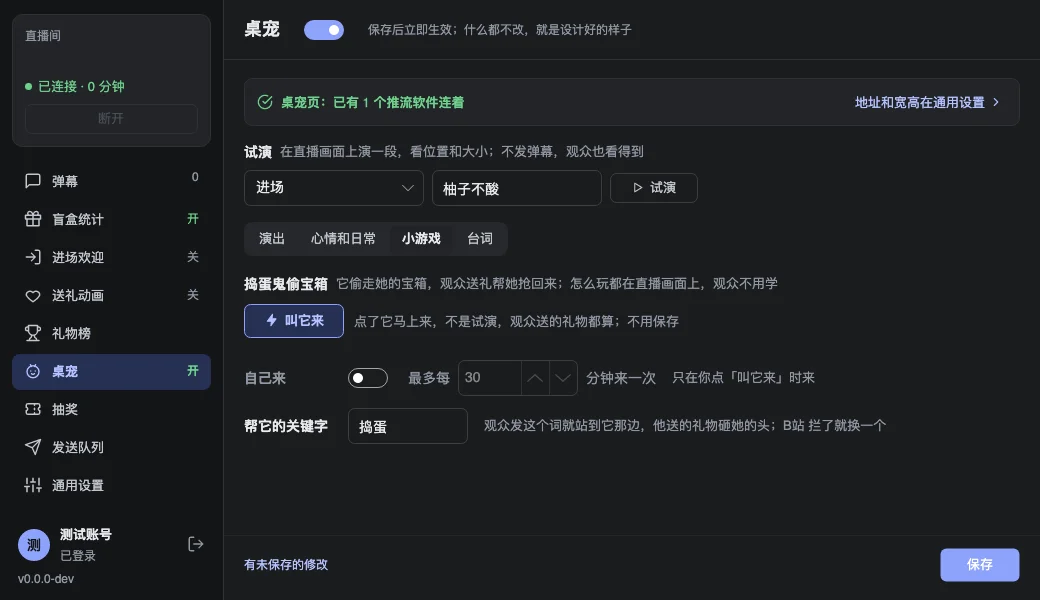 直播间
已连接 · 0 分钟
断开
弹幕 0
盲盒统计 开
进场欢迎 关
送礼动画 关
礼物榜
桌宠 开
抽奖
发送队列
通用设置
测 测试账号
已登录
v0.0.0-dev
桌宠 保存后立即生效；什么都不改，就是设计好的样子
桌宠页：已有 1 个推流软件连着 地址和宽高在通用设置
试演 在直播画面上演一段，看位置和大小；不发弹幕，观众也看得到
进场 柚子不酸 试演
演出 心情和日常 小游戏 台词
捣蛋鬼偷宝箱 它偷走她的宝箱，观众送礼帮她抢回来；怎么玩都在直播画面上，观众不用学
叫它来 点了它马上来，不是试演，观众送的礼物都算；不用保存
自己来 最多每 30 分钟来一次 只在你点「叫它来」时来
帮它的关键字 捣蛋 观众发这个词就站到它那边，他送的礼物砸她的头；B站 拦了就换一个
有未保存的修改 保存